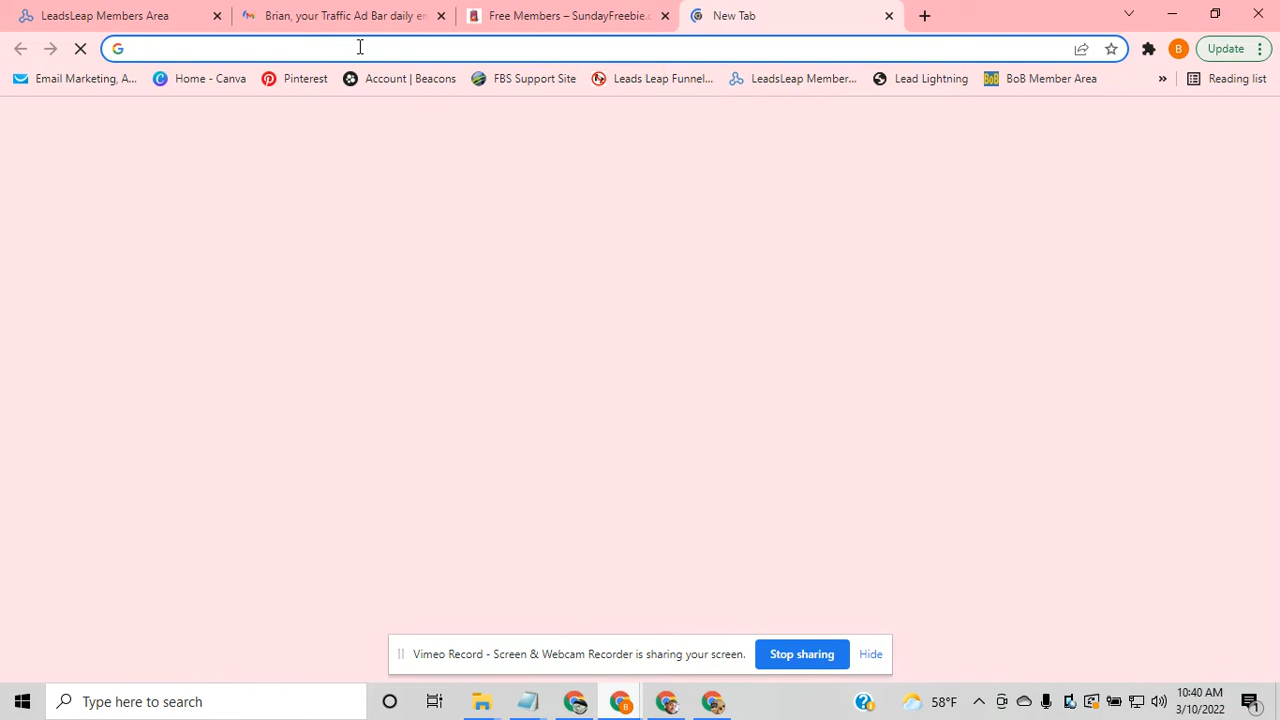 LeadsLeap Members Area
Brian, your Traffic Ad Bar daily en
Free Members – SundayFreebie.c
New Tab
Update
Email Marketing, A...
Home - Canva
Pinterest
Account | Beacons
FBS Support Site
Leads Leap Funnel...
LeadsLeap Member...
Lead Lightning
BoB Member Area
»
Reading list
Vimeo Record - Screen & Webcam Recorder is sharing your screen.
Stop sharing
Hide
Type here to search
58°F
10:40 AM
3/10/2022